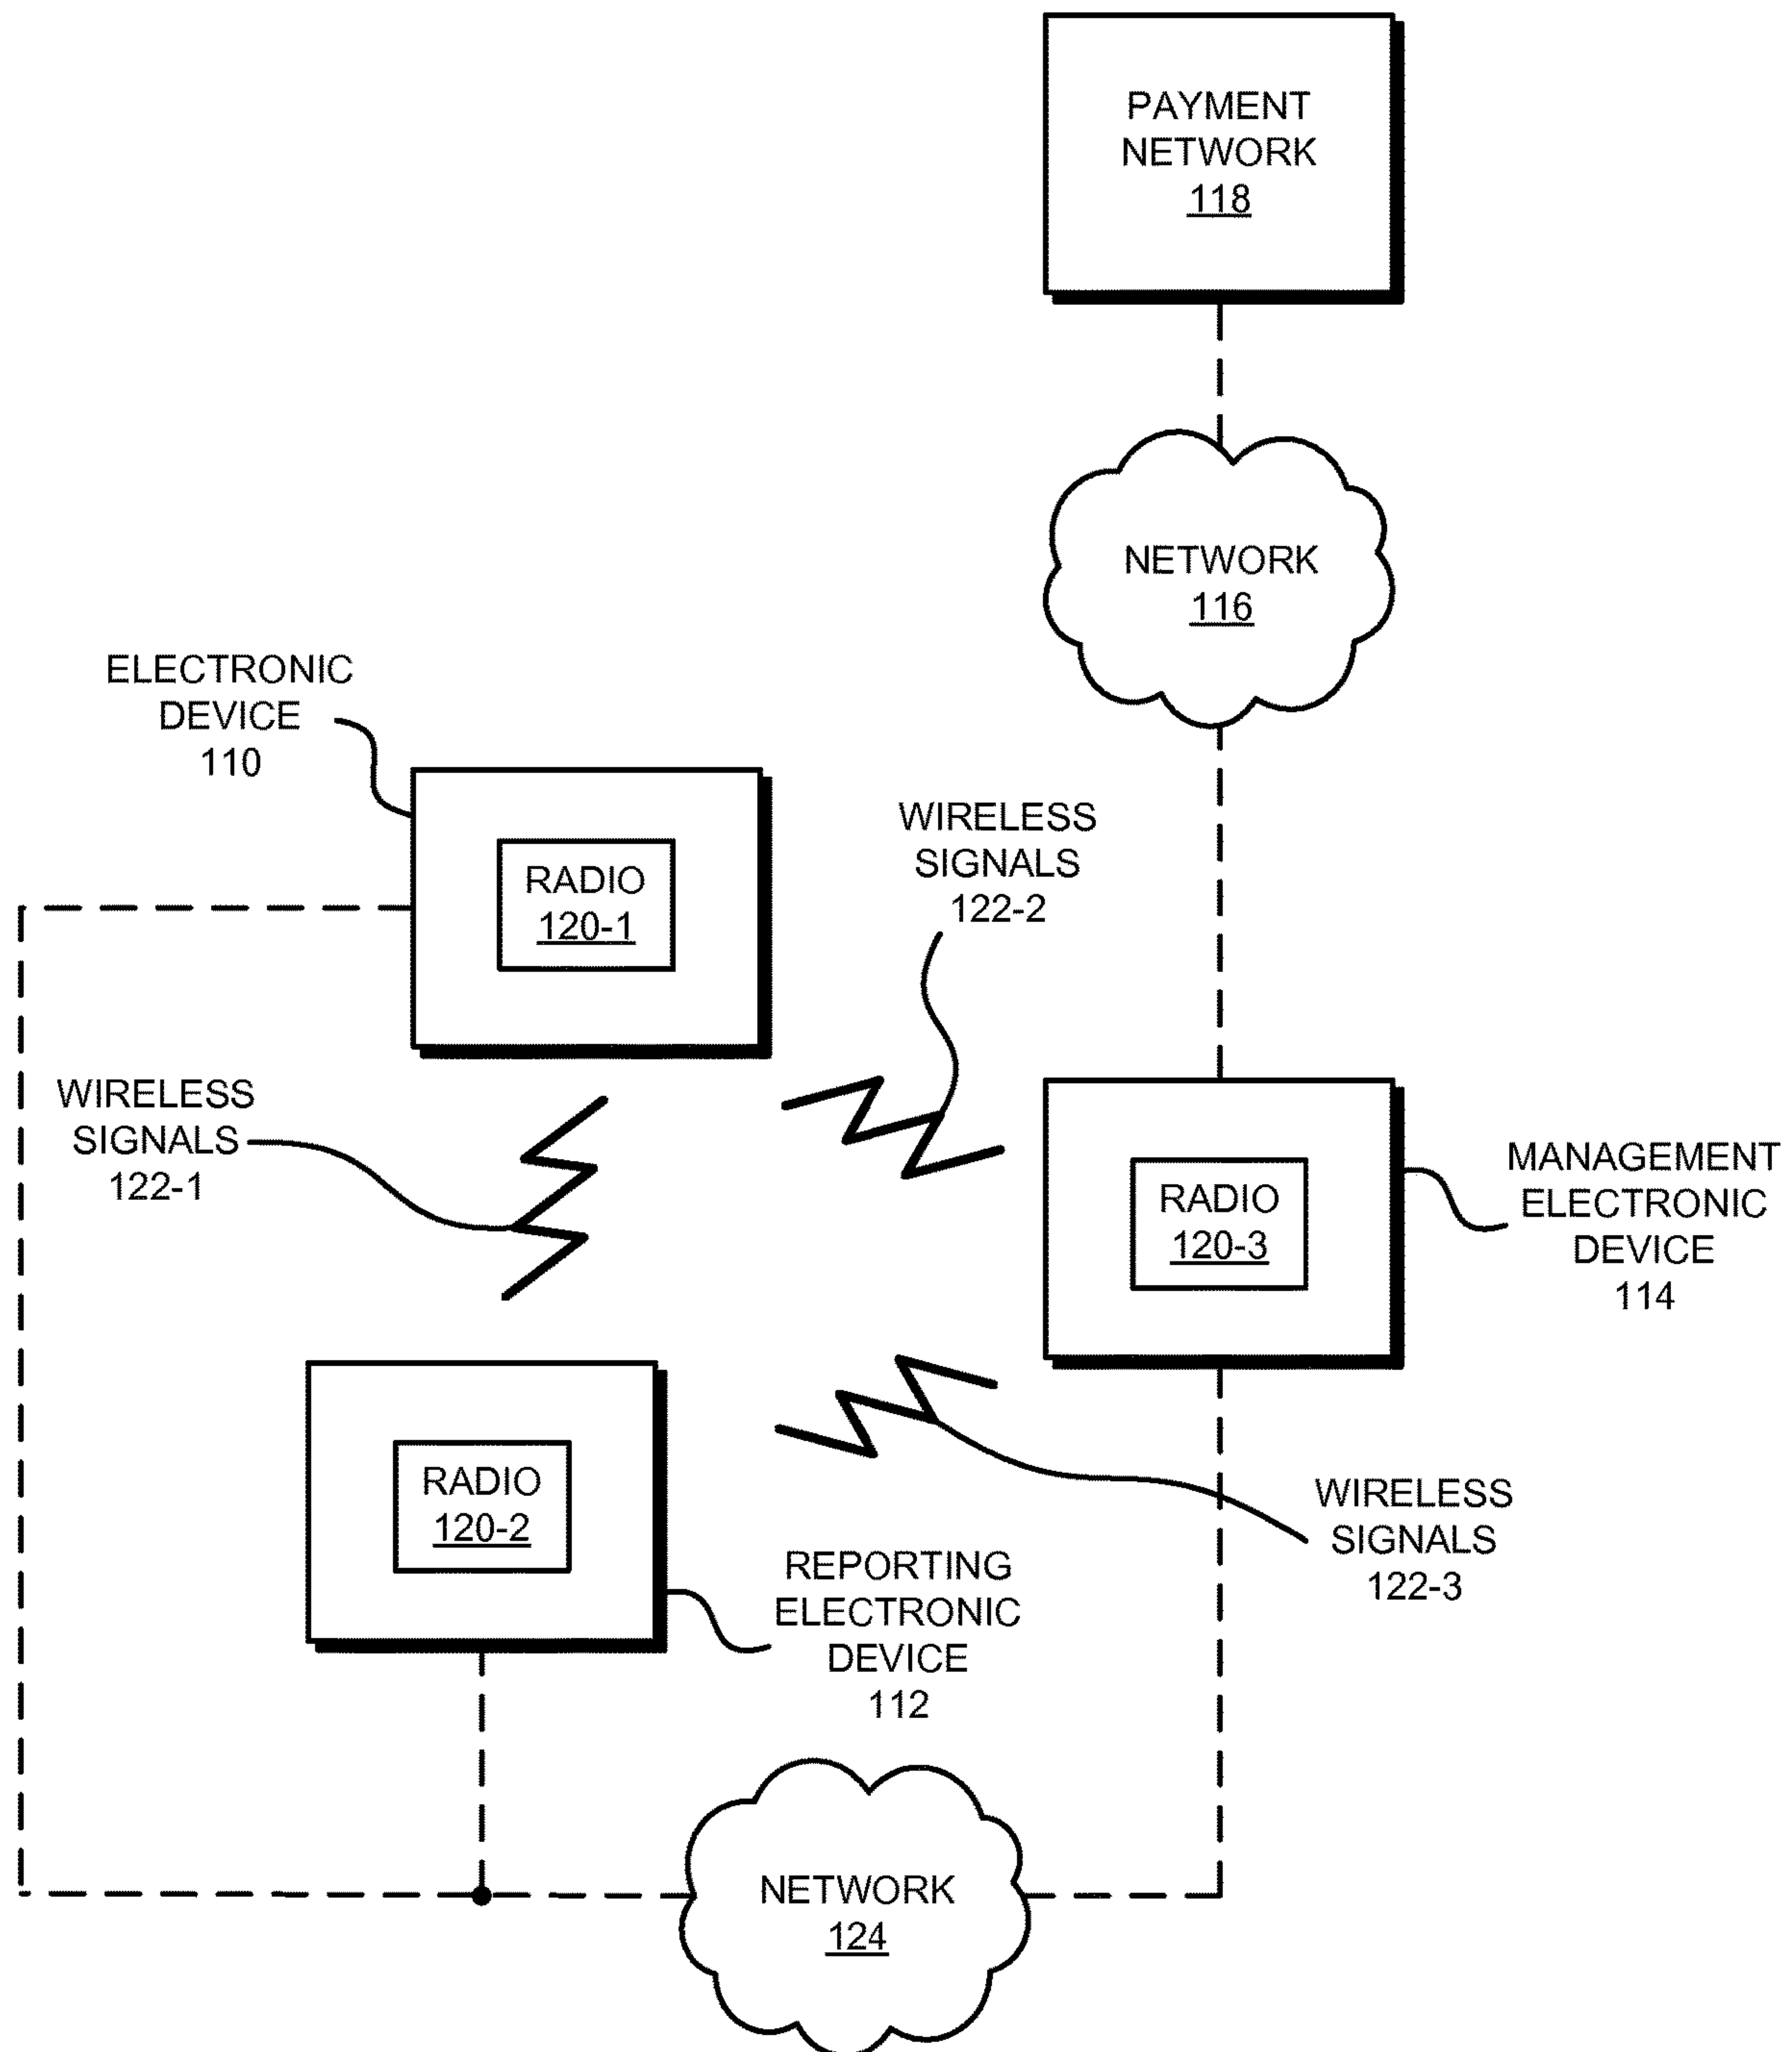 PAYMENT
NETWORK
118
NETWORK
116
ELECTRONIC
DEVICE
110
RADIO
120-1
WIRELESS
SIGNALS
122-2
WIRELESS
SIGNALS
122-1
RADIO
120-3
MANAGEMENT
ELECTRONIC
DEVICE
114
RADIO
120-2
REPORTING
ELECTRONIC
DEVICE
112
WIRELESS
SIGNALS
122-3
NETWORK
124